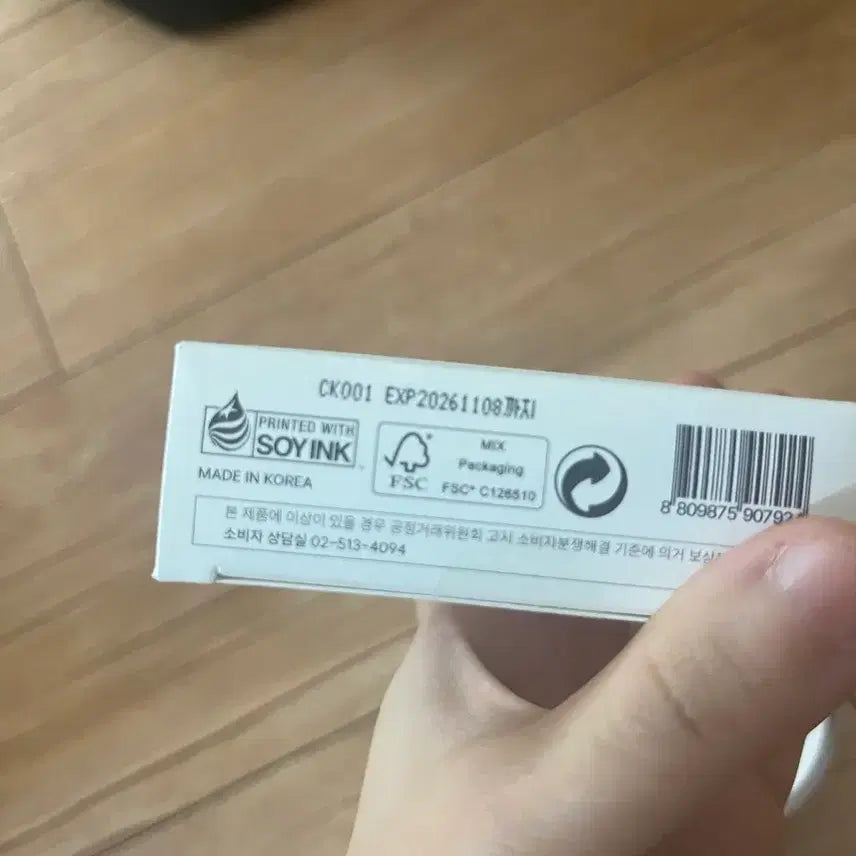 CK001 EXP20261108까지
PRINTED WITH
SOY INK
MADE IN KOREA
FSC
MIX
Packaging
FSC® C126510
8 809875 90792
본 제품에 이상이 있을 경우 공정거래위원회 고시 소비자분쟁해결 기준에 의거
소비자 상담실 02-513-4094